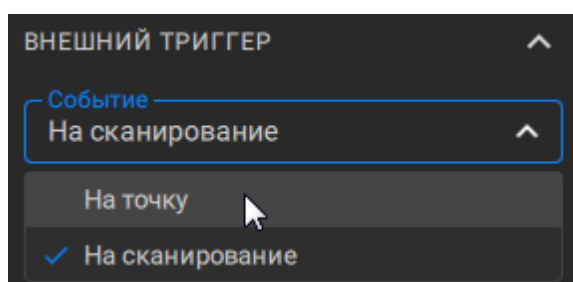 ВНЕШНИЙ ТРИГГЕР
Событие
На сканирование
На точку
На сканирование